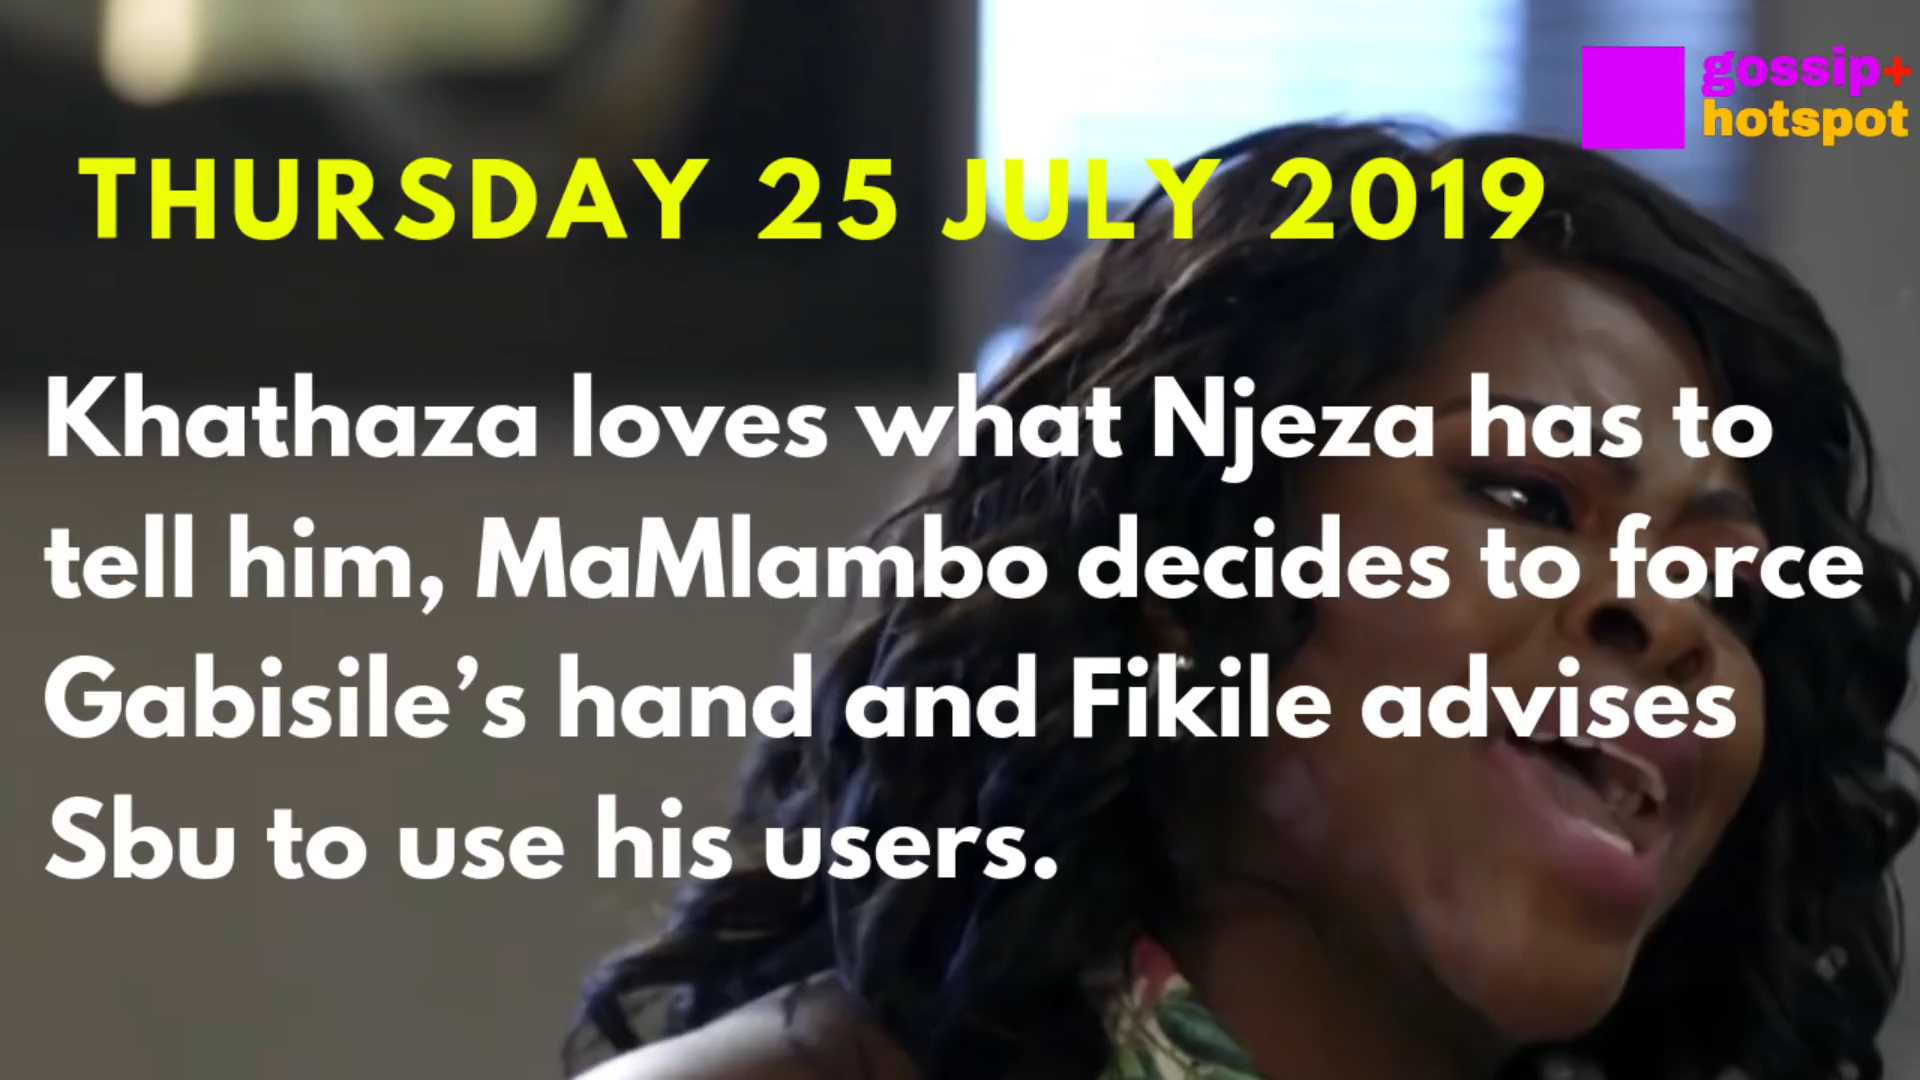 gossip+
hotspot
THURSDAY 25 JULY 2019
Khathaza loves what Njeza has to
tell him, MaMlambo decides to force
Gabisile’s hand and Fikile advises
Sbu to use his users.